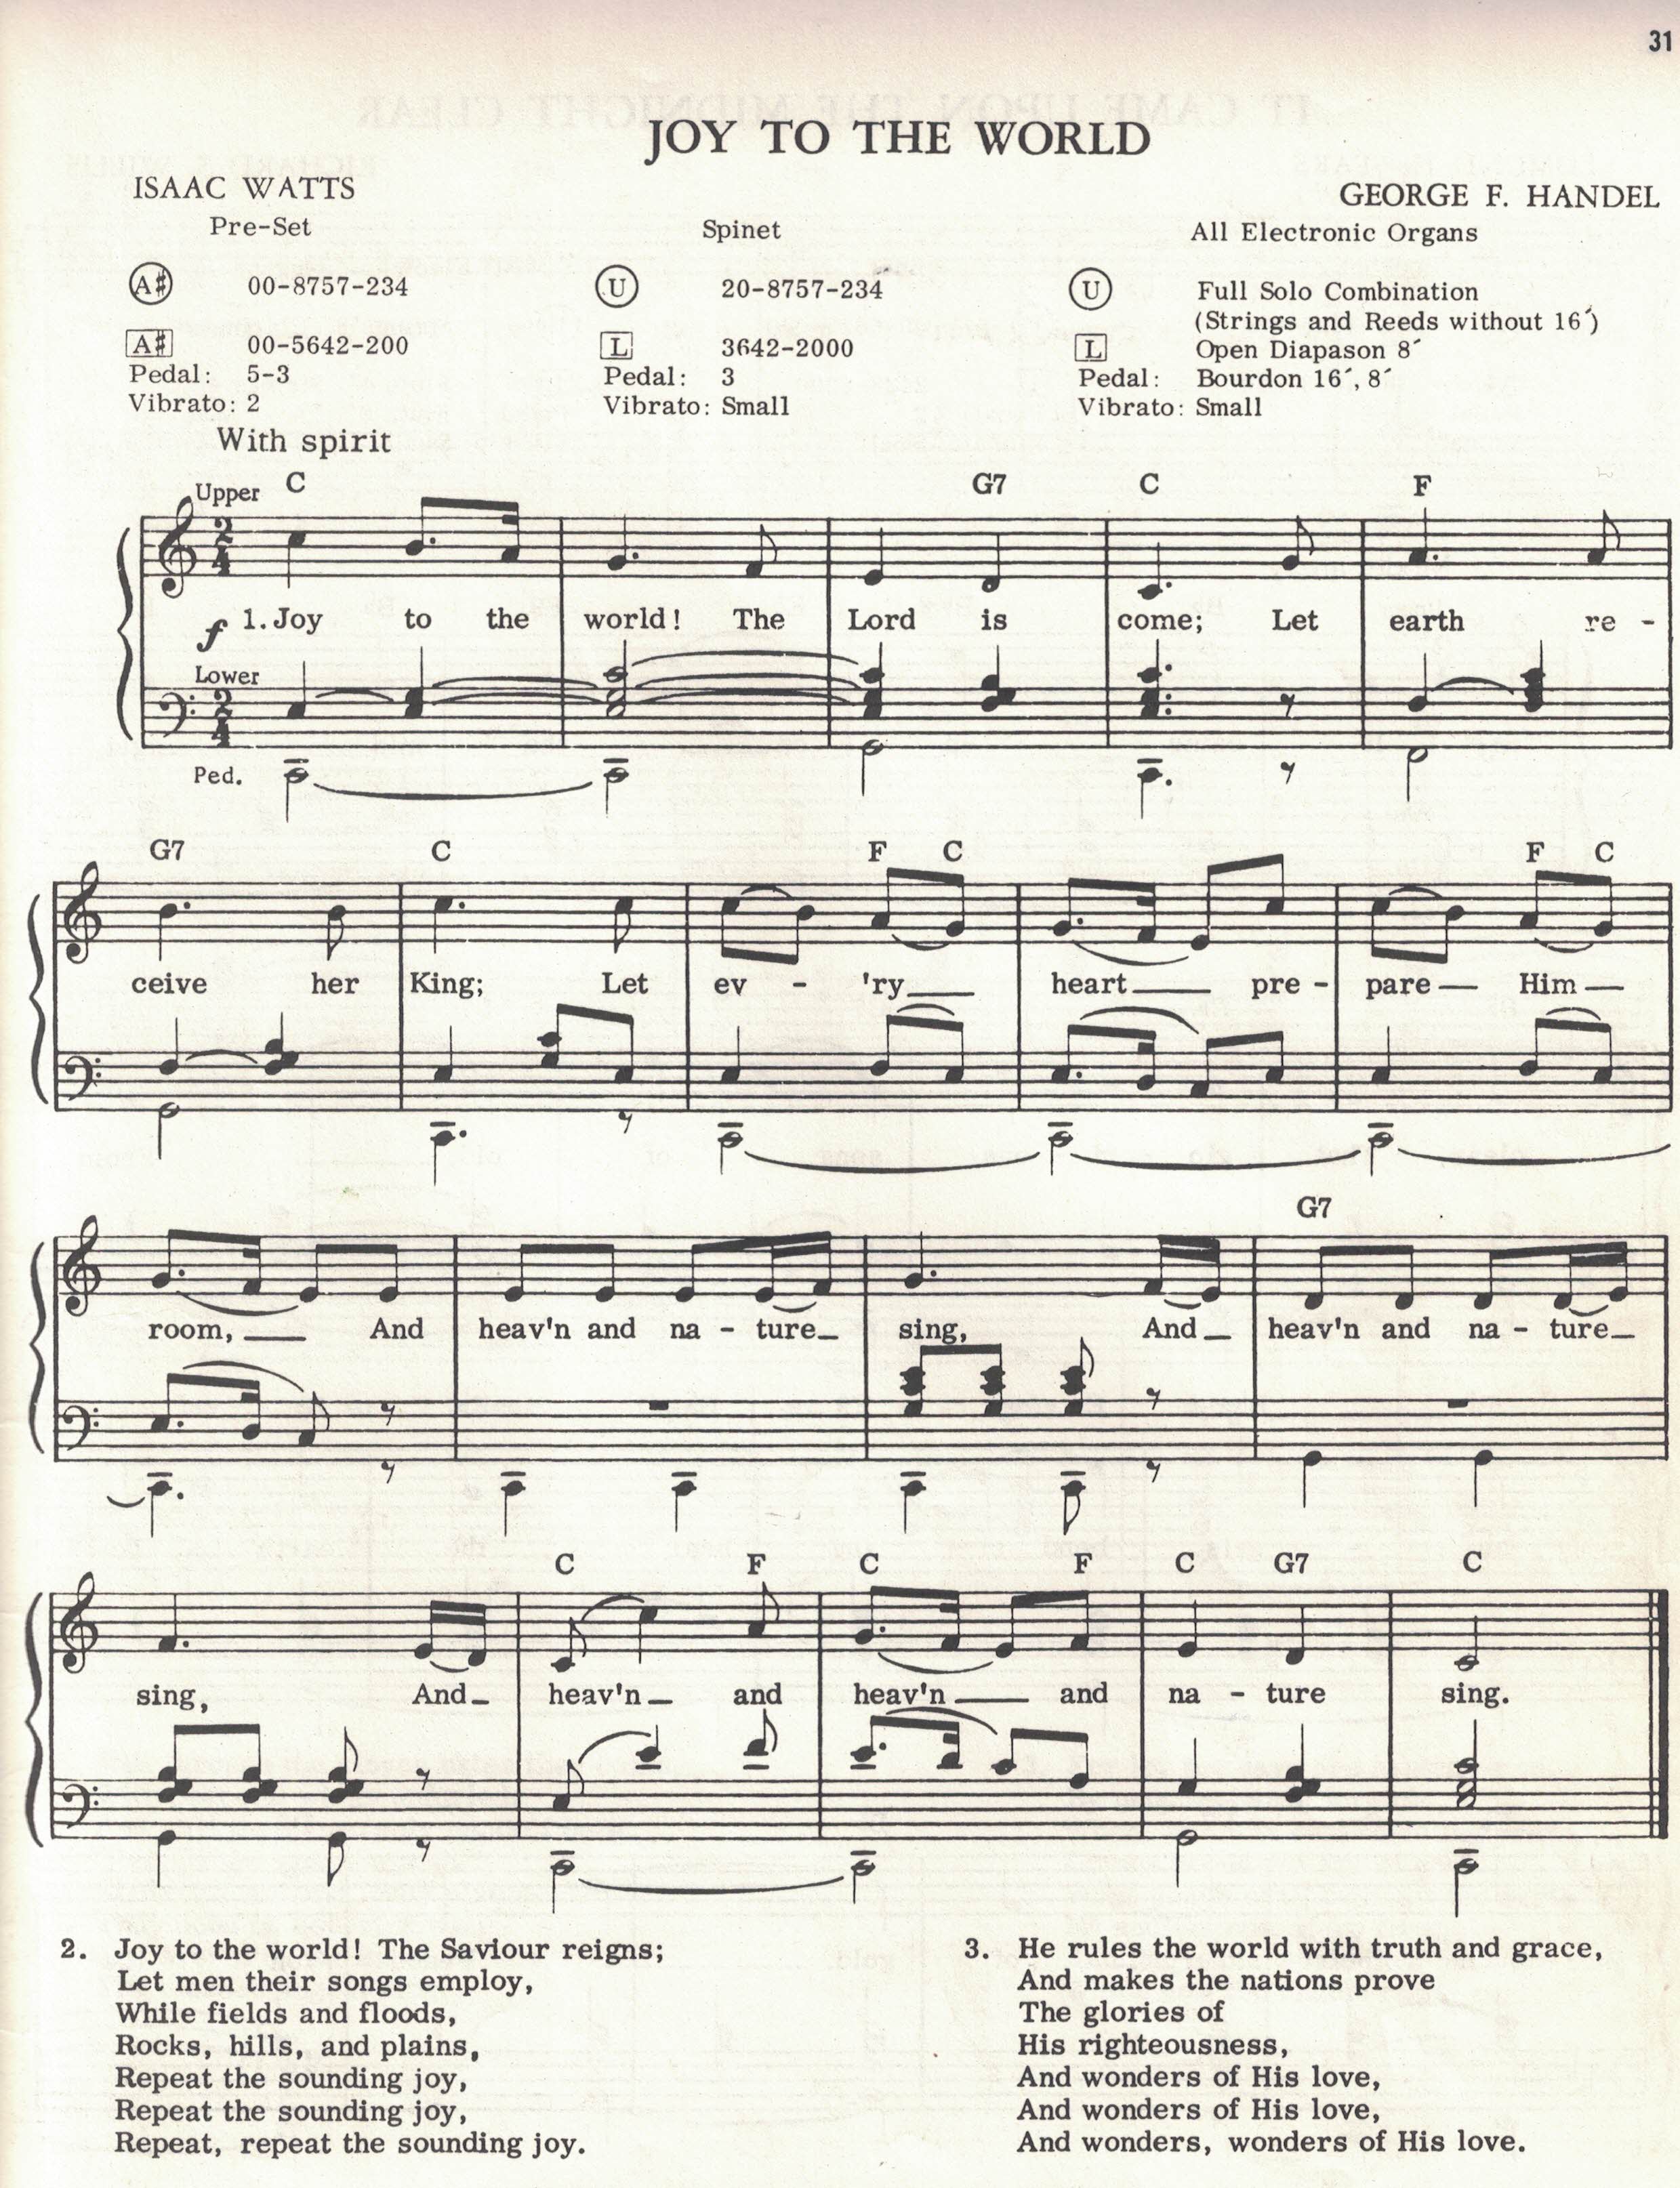 31
JOY TO THE WORLD
ISAAC WATTS
GEORGE F. HANDEL
Pre-Set
A♯ 00-8757-234
A♯ 00-5642-200
Pedal: 5-3
Vibrato: 2
Spinet
U 20-8757-234
L 3642-2000
Pedal: 3
Vibrato: Small
All Electronic Organs
U Full Solo Combination
(Strings and Reeds without 16´)
L Open Diapason 8´
Pedal: Bourdon 16´, 8´
Vibrato: Small
With spirit
Upper C G7 C F
2 4
f 1. Joy to the world! The Lord is come; Let earth re -
Lower
2 4
Ped.
G7 C F C F C
ceive her King; Let ev - 'ry heart pre - pare Him
G7
room, And heav'n and na - ture sing, And heav'n and na - ture
C F C F C G7 C
sing, And heav'n and heav'n and na - ture sing.
2. Joy to the world! The Saviour reigns;
Let men their songs employ,
While fields and floods,
Rocks, hills, and plains,
Repeat the sounding joy,
Repeat the sounding joy,
Repeat, repeat the sounding joy.
3. He rules the world with truth and grace,
And makes the nations prove
The glories of
His righteousness,
And wonders of His love,
And wonders of His love,
And wonders, wonders of His love.